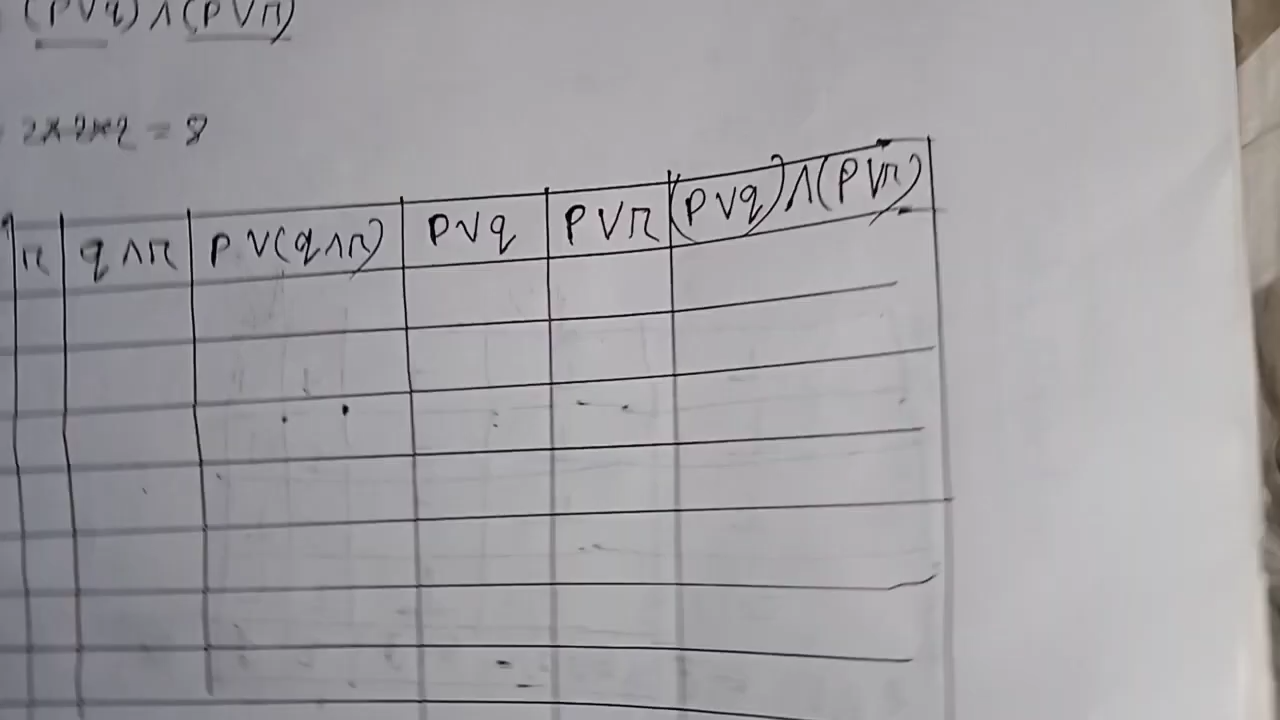 (p∨q)∧(p∨r)
2×2×2 = 8
r q∧r p∨(q∧r) p∨q p∨r (p∨q)∧(p∨r)